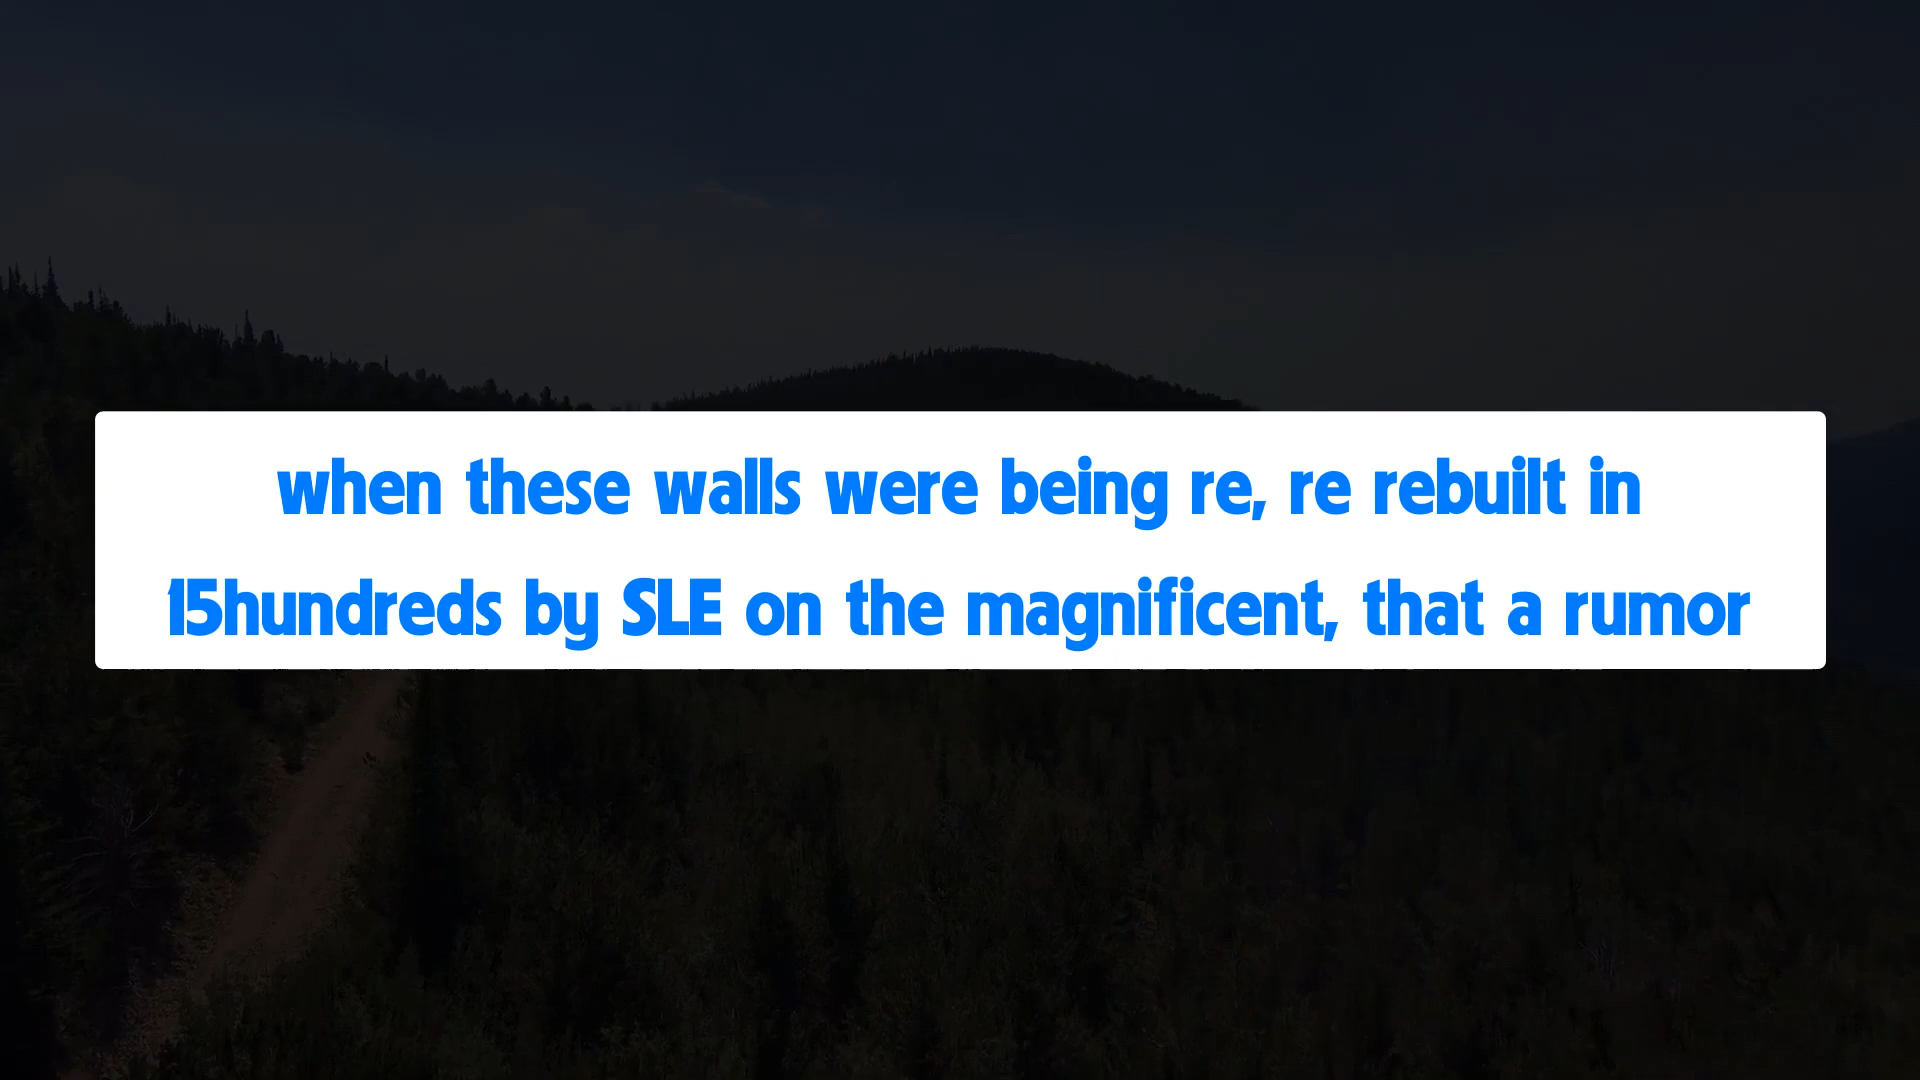 when these walls were being re, re rebuilt in
15hundreds by SLE on the magnificent, that a rumor